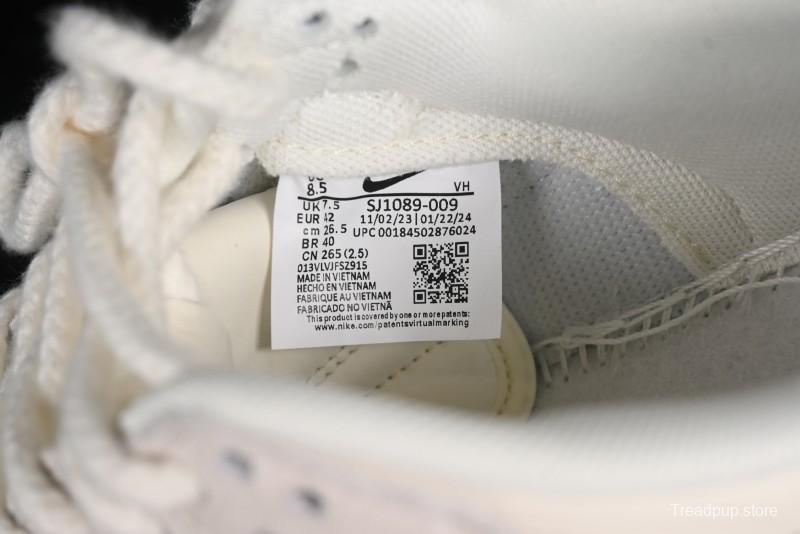 8.5 VH
UK 7.5 SJ1089-009
EUR 42 11/02/23 | 01/22/24
cm 26.5 UPC 00184502876024
BR 40
CN 265 (2.5)
013VLVJFSZ915
MADE IN VIETNAM
HECHO EN VIETNAM
FABRIQUE AU VIETNAM
FABRICADO NO VIETNÃ
This product is covered by one or more patents:
www.nike.com/patentsvirtualmarking
Treadpup.store